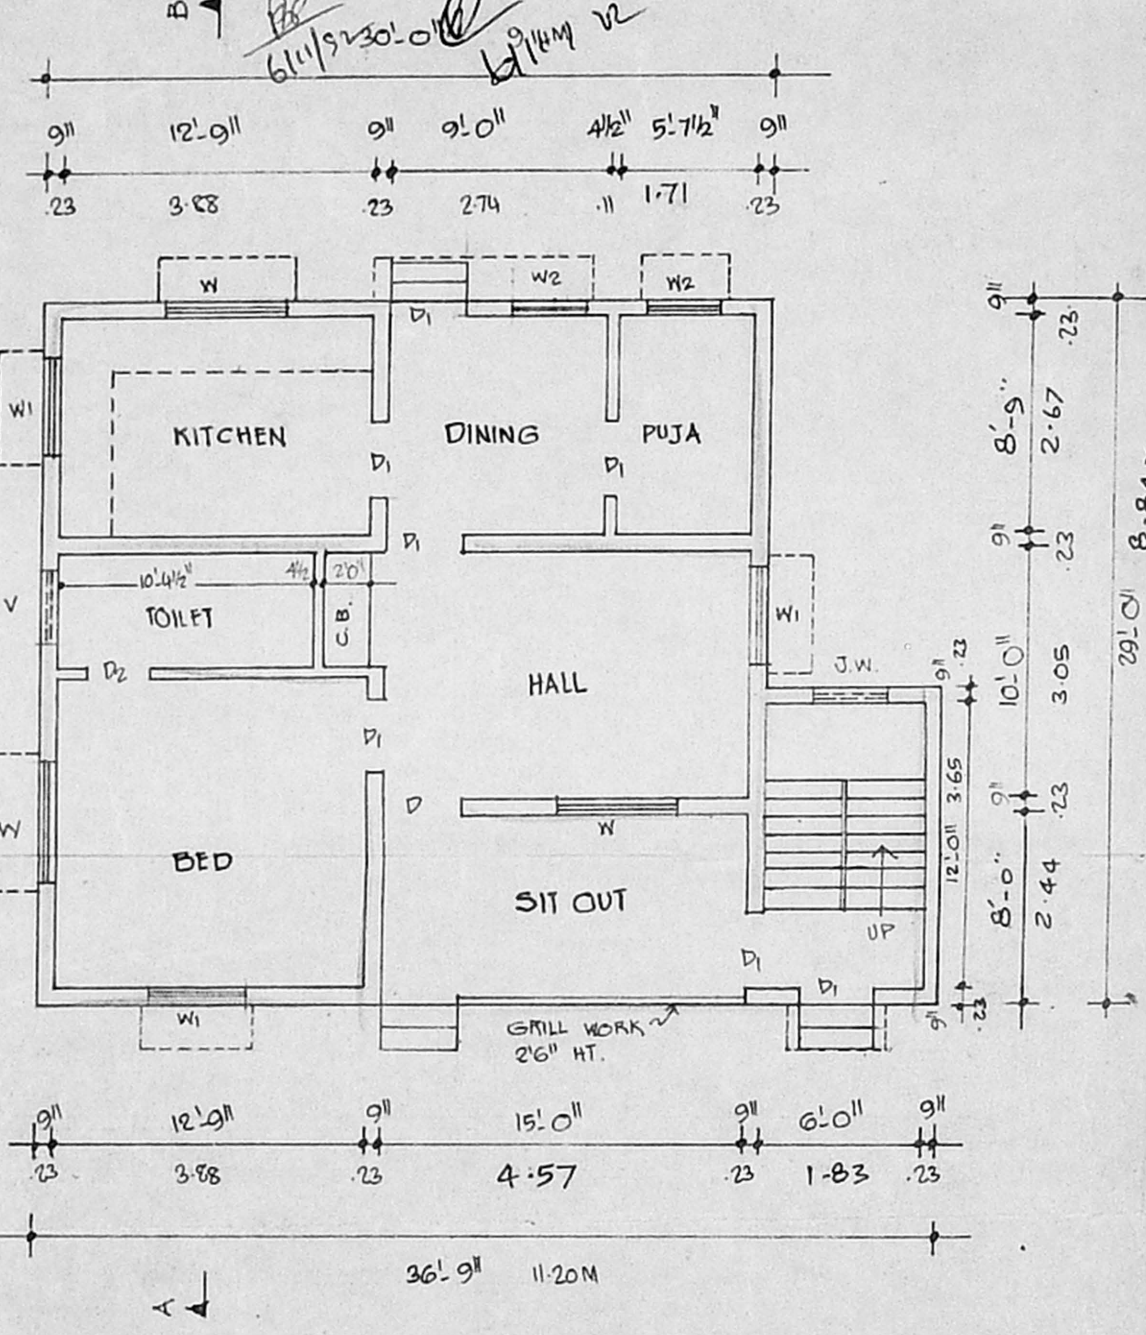 B
6/11/92 30'-0"
9" 12'-9" 9" 9'-0" 4½" 5'-7½" 9"
.23 3.88 .23 2.74 .11 1.71 .23
W W2 W2
D1
9"
.23
W1 KITCHEN DINING PUJA
8'-9"
2.67
D1 D1
D1
9"
.23
10'-4½" 4½ 2'0"
V TOILET C.B. W1
29'-0"
D2 HALL J.W. 9" .23
10'-0"
3.05
D1
D W
9"
.23
12'-0" 3.65
W BED
SIT OUT
8'-0"
2.44
UP
D1 D1
W1 GRILL WORK 9" .23
2'6" HT.
9" 12'-9" 9" 15'-0" 9" 6'-0" 9"
.23 3.88 .23 4.57 .23 1.83 .23
36'-9" 11.20M
A